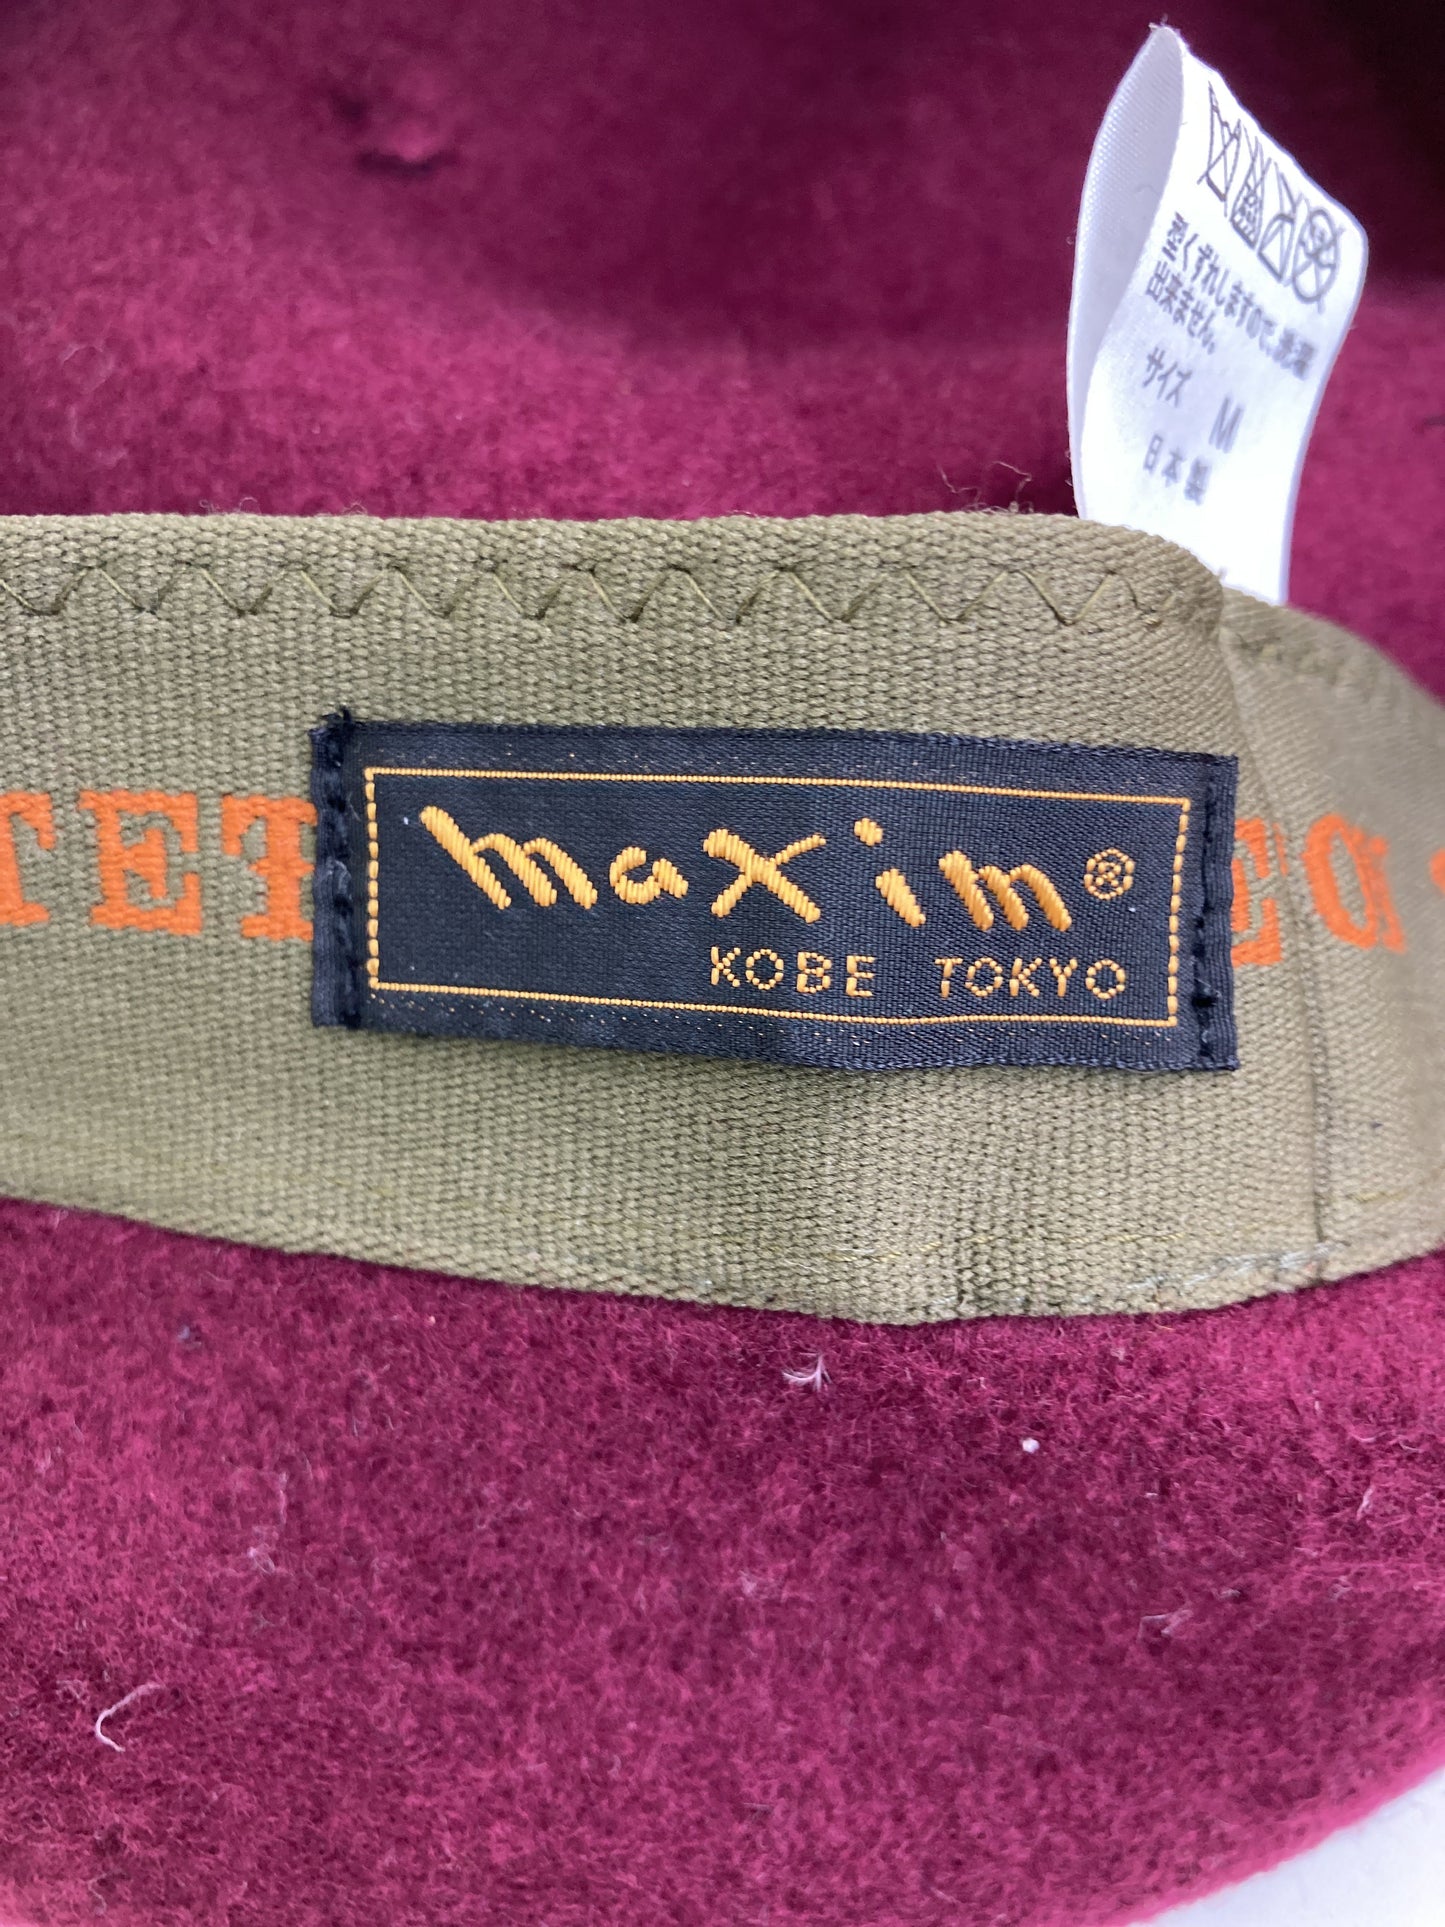 型くずれしますので、洗濯
出来ません。
サイズ M
日本製
maxim®
KOBE TOKYO